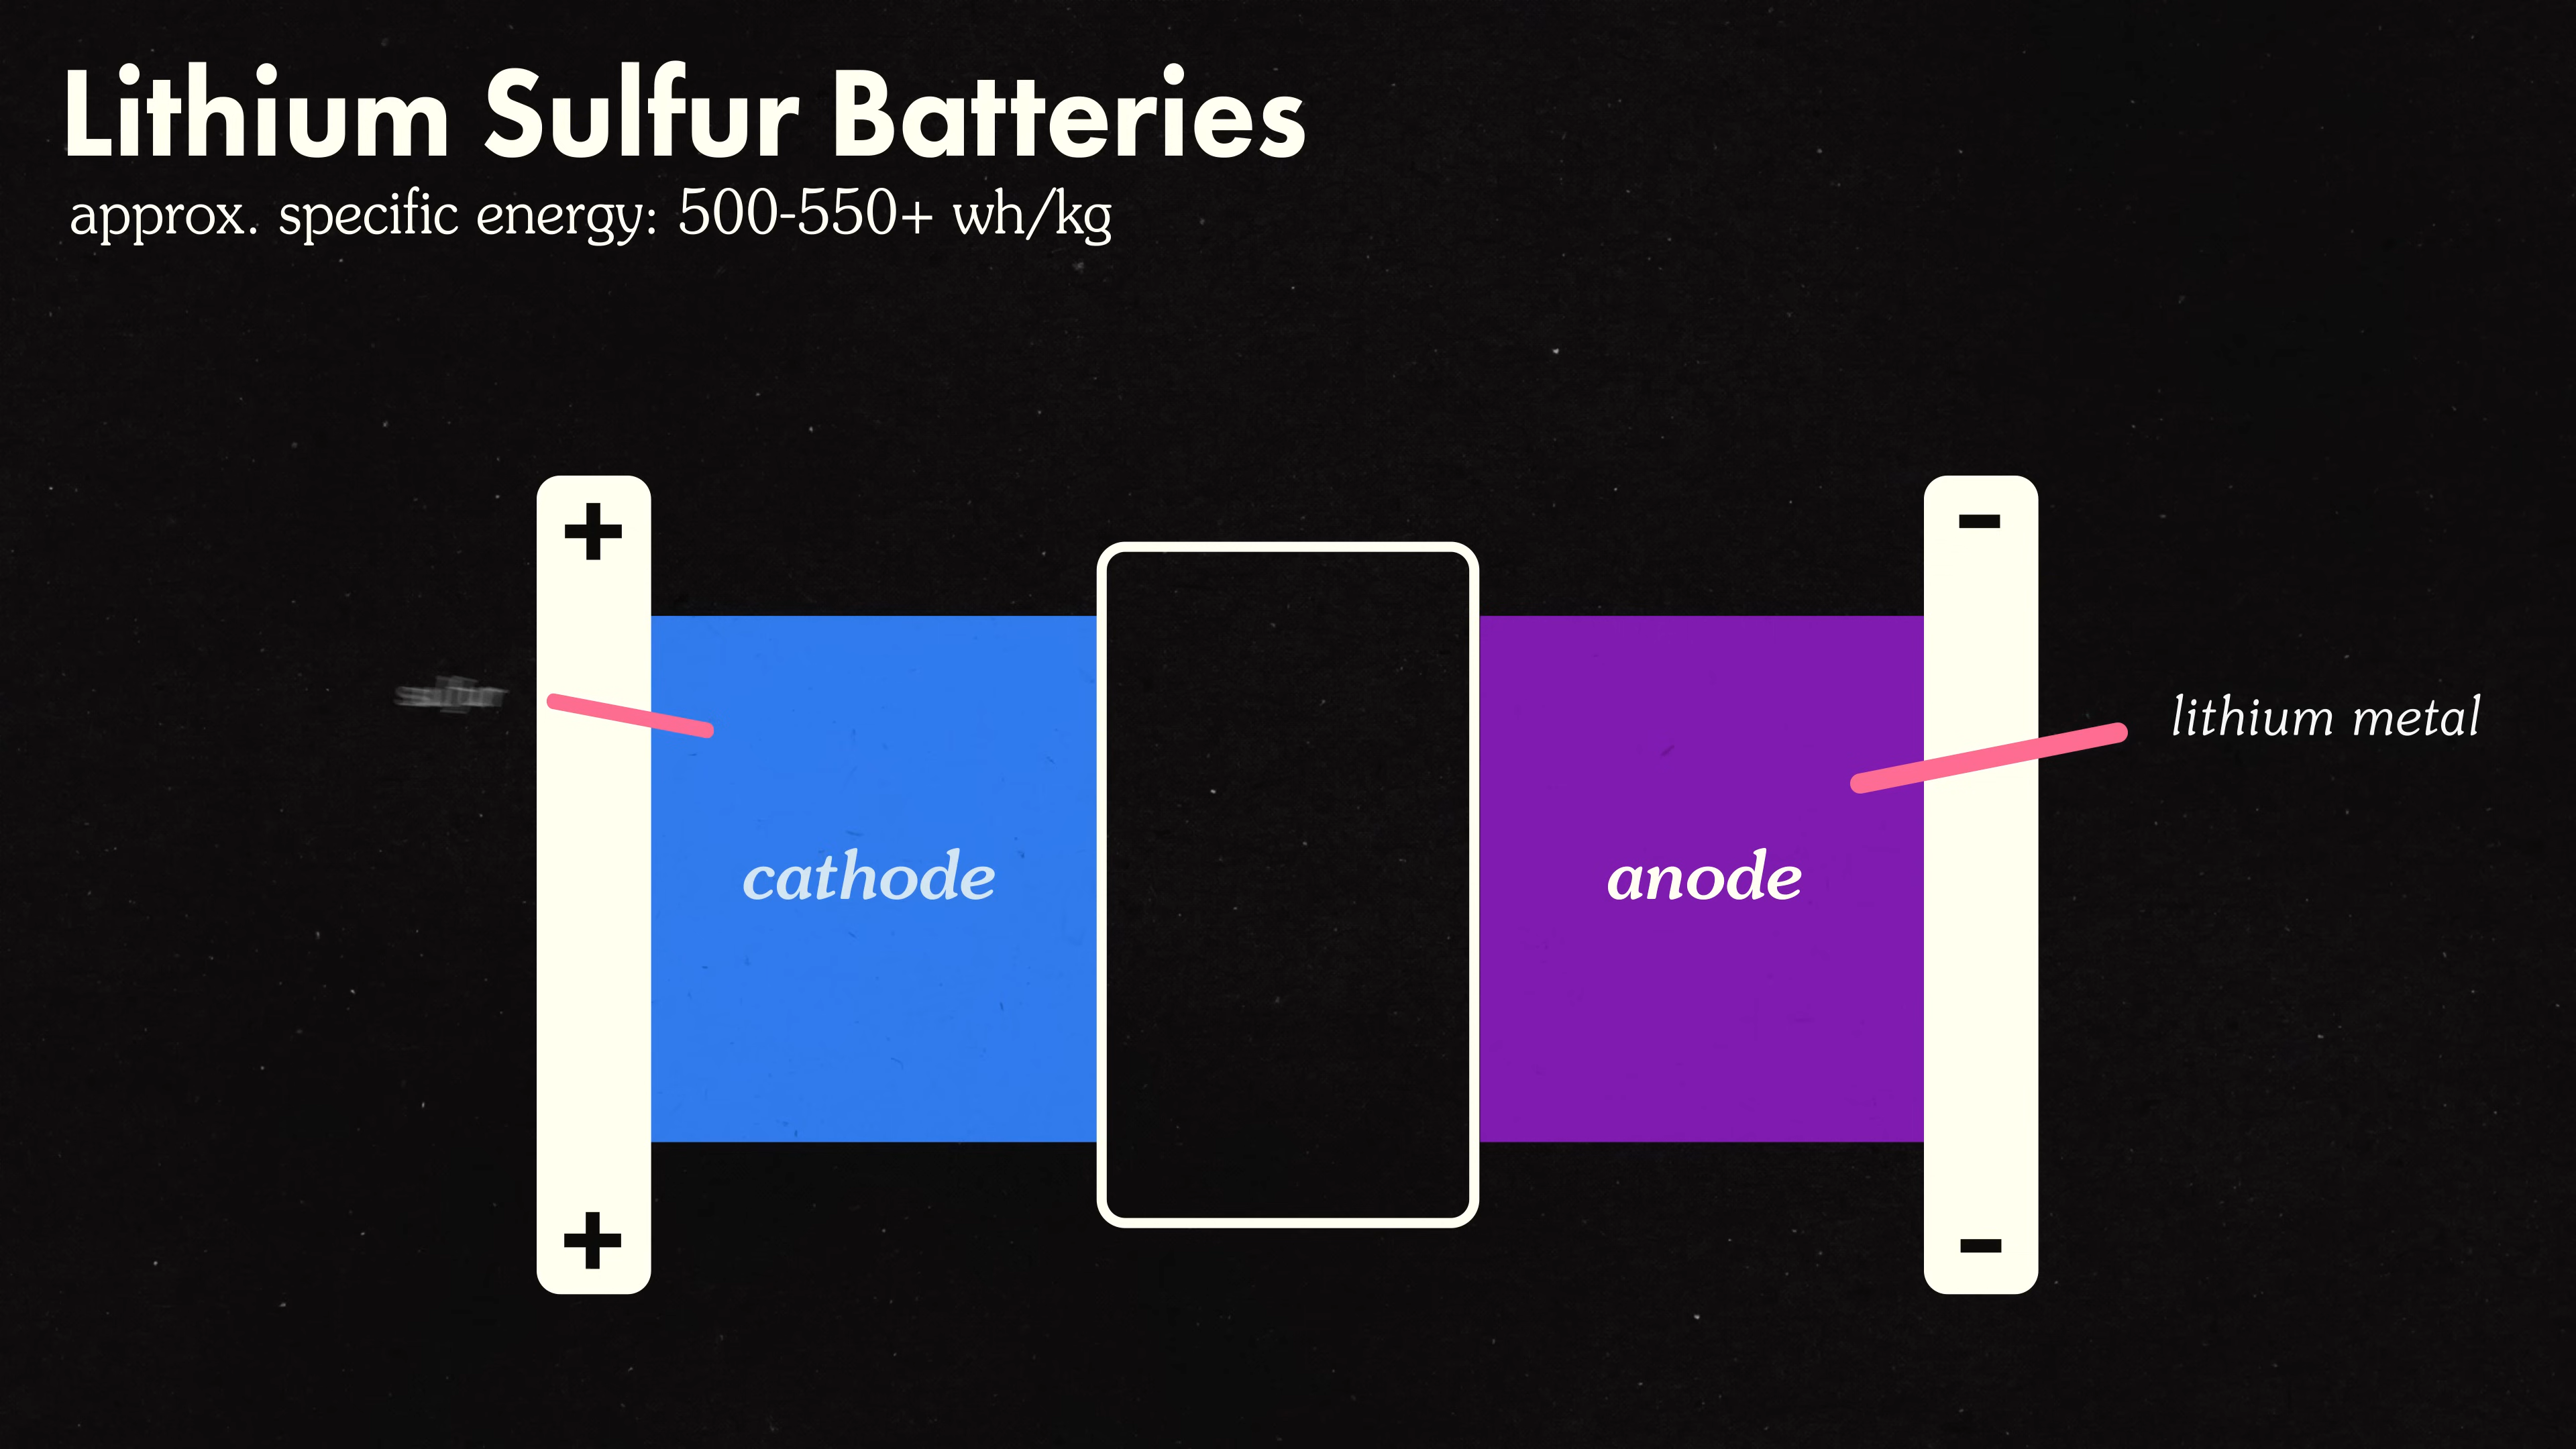 Lithium Sulfur Batteries
approx. specific energy: 500-550+ wh/kg
+
-
lithium metal
cathode
anode
+
-